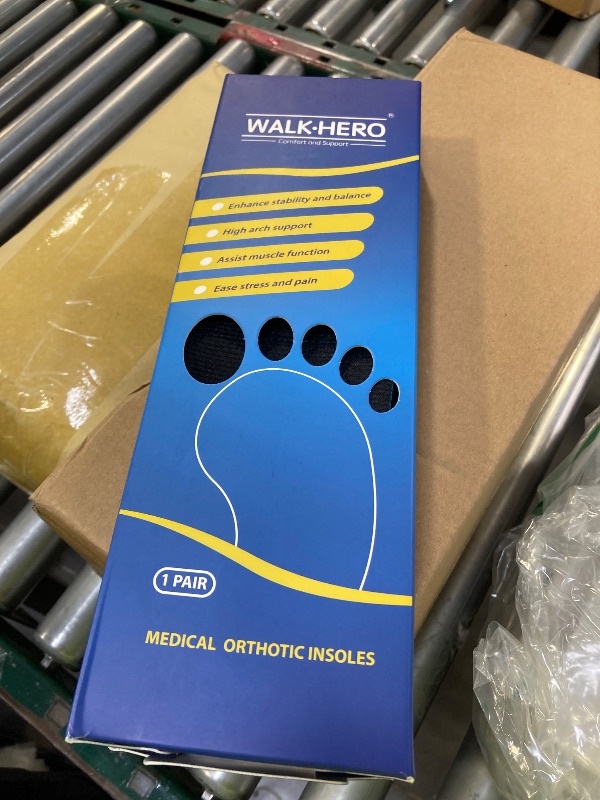 WALK·HERO®
Comfort and Support
Enhance stability and balance
High arch support
Assist muscle function
Ease stress and pain
1 PAIR
MEDICAL ORTHOTIC INSOLES